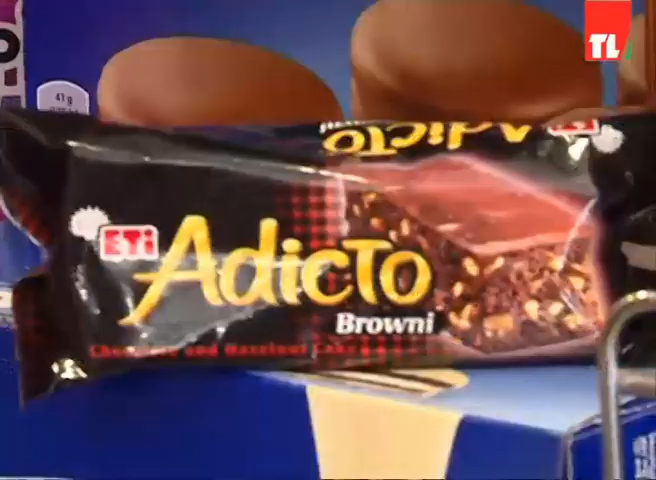 TL
41 g
Adicto
ETi
ETi
Adicto
Browni
Chocolate and Hazelnut Cake